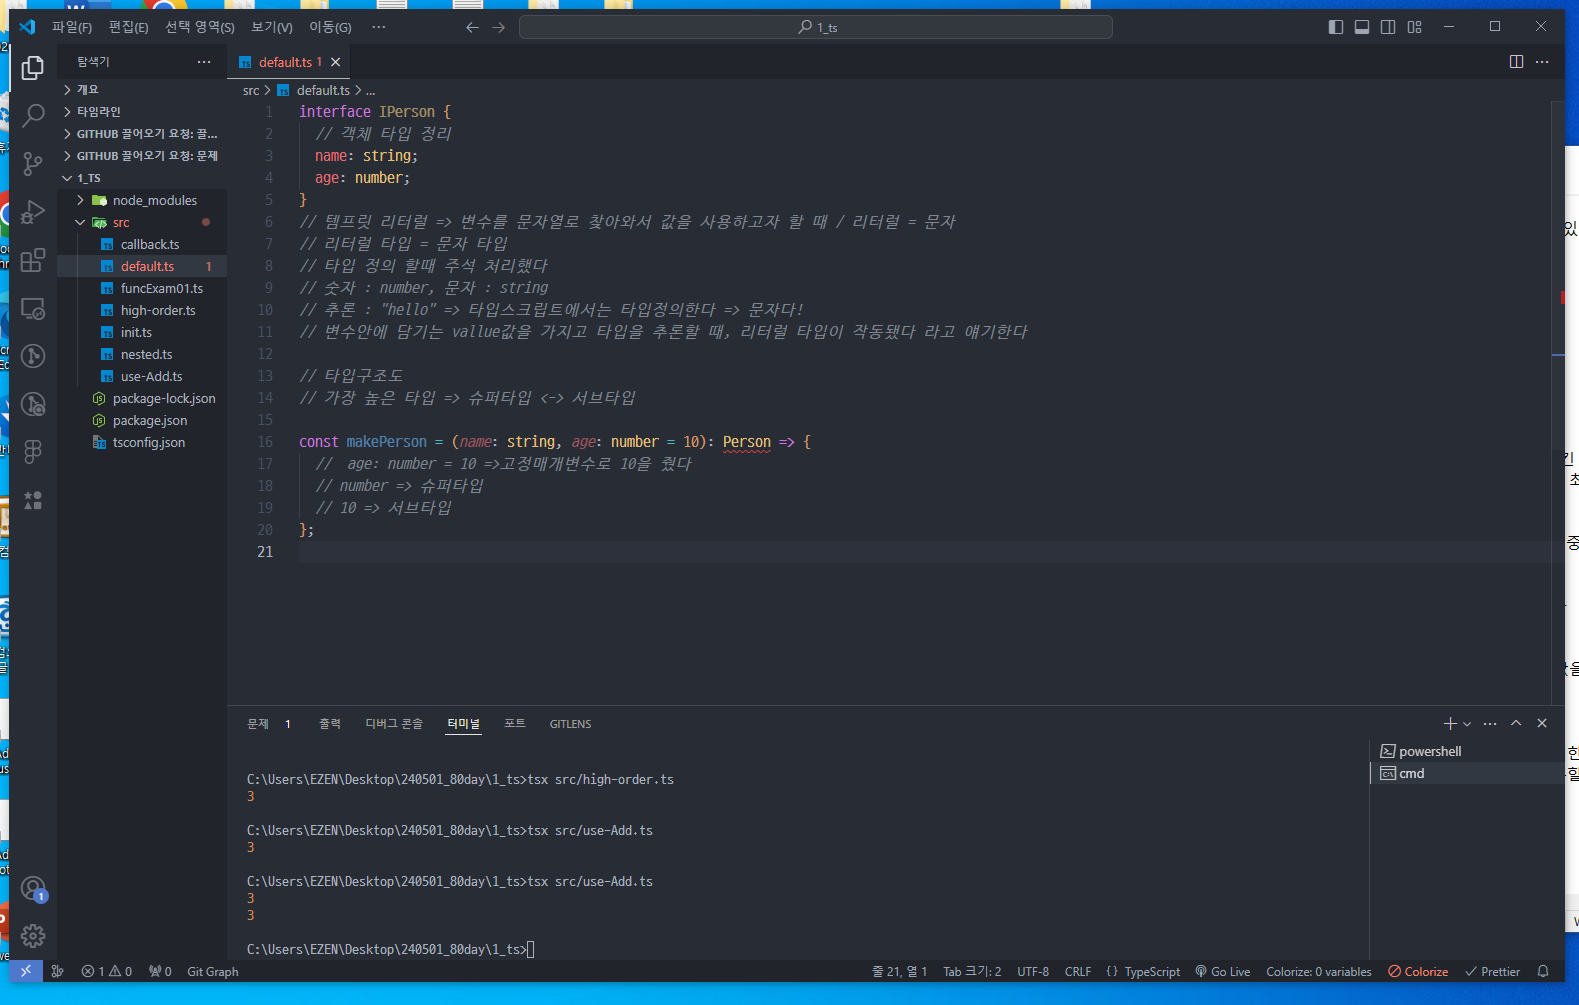 파일(F) 편집(E) 선택 영역(S) 보기(V) 이동(G) ···
1_ts
탐색기 ···
default.ts 1
개요
타임라인
GITHUB 끌어오기 요청: 끌...
GITHUB 끌어오기 요청: 문제
1_TS
node_modules
src
callback.ts
default.ts 1
funcExam01.ts
high-order.ts
init.ts
nested.ts
use-Add.ts
package-lock.json
package.json
tsconfig.json
src > default.ts > ...
1 interface IPerson {
2 // 객체 타입 정리
3 name: string;
4 age: number;
5 }
6 // 템프릿 리터럴 => 변수를 문자열로 찾아와서 값을 사용하고자 할 때 / 리터럴 = 문자
7 // 리터럴 타입 = 문자 타입
8 // 타입 정의 할때 주석 처리했다
9 // 숫자 : number, 문자 : string
10 // 추론 : "hello" => 타입스크립트에서는 타입정의한다 => 문자다!
11 // 변수안에 담기는 vallue값을 가지고 타입을 추론할 때, 리터럴 타입이 작동됐다 라고 얘기한다
12
13 // 타입구조도
14 // 가장 높은 타입 => 슈퍼타입 <-> 서브타입
15
16 const makePerson = (name: string, age: number = 10): Person => {
17 //  age: number = 10 =>고정매개변수로 10을 줬다
18 // number => 슈퍼타입
19 // 10 => 서브타입
20 };
21
문제 1 출력 디버그 콘솔 터미널 포트 GITLENS
C:\Users\EZEN\Desktop\240501_80day\1_ts>tsx src/high-order.ts
3
C:\Users\EZEN\Desktop\240501_80day\1_ts>tsx src/use-Add.ts
3
C:\Users\EZEN\Desktop\240501_80day\1_ts>tsx src/use-Add.ts
3
3
C:\Users\EZEN\Desktop\240501_80day\1_ts>
powershell
cmd
1
1 0 0 Git Graph
줄 21, 열 1 Tab 크기: 2 UTF-8 CRLF {} TypeScript Go Live Colorize: 0 variables Colorize Prettier